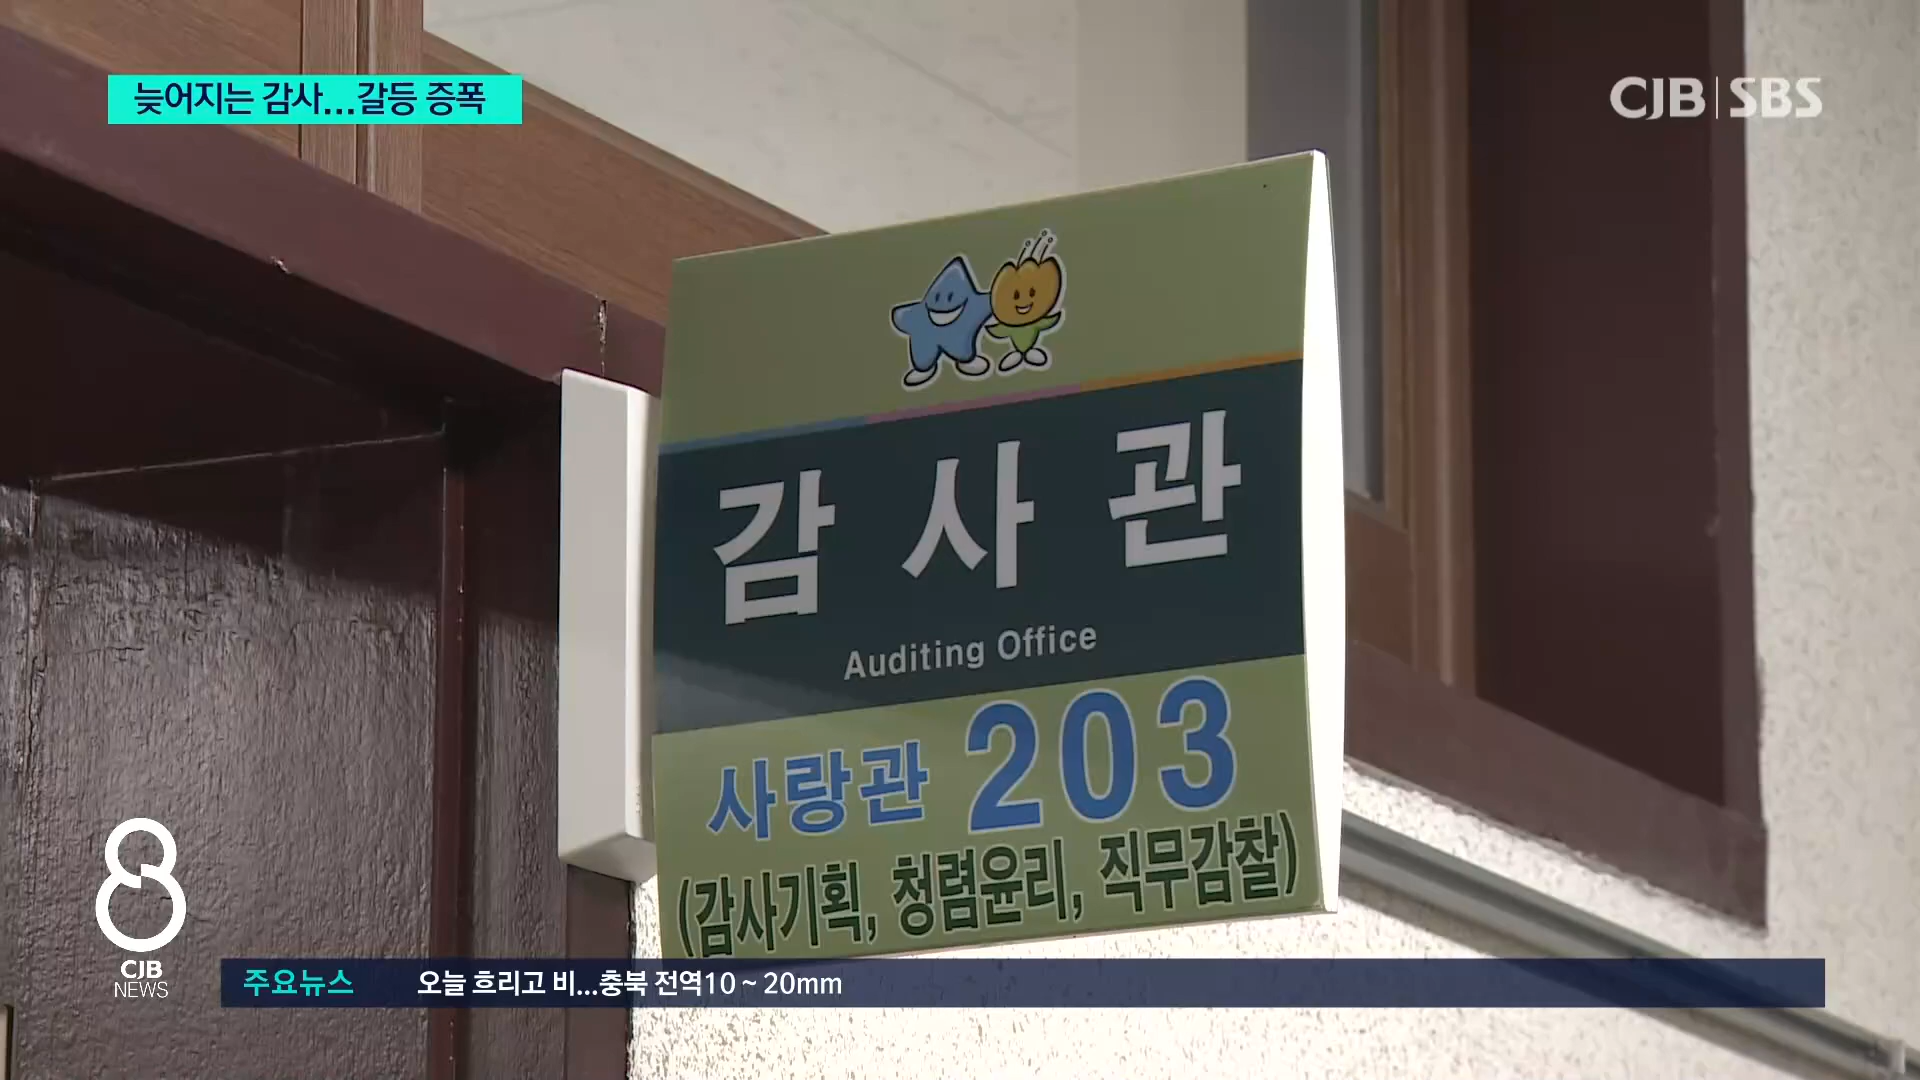 늦어지는 감사...갈등 증폭
CJB SBS
감사관
Auditing Office
사랑관 203
(감사기획, 청렴윤리, 직무감찰)
8
CJB
NEWS
주요뉴스 오늘 흐리고 비...충북 전역10~20mm